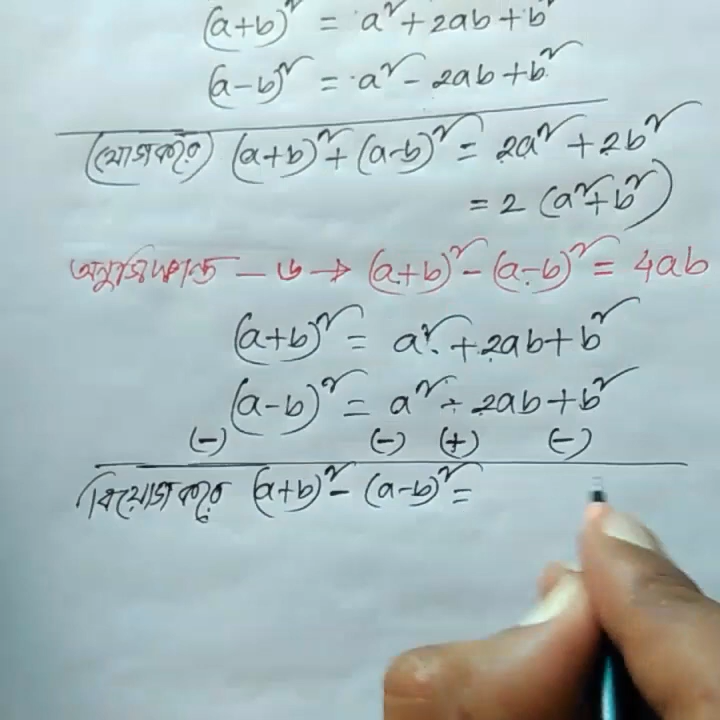 (a+b)² = a² + 2ab + b²
(a-b)² = a² - 2ab + b²
(যোগ করে) (a+b)² + (a-b)² = 2a² + 2b²
= 2 (a²+b²)
অনুসিদ্ধান্ত - ৬ → (a+b)² - (a-b)² = 4ab
(a+b)² = a² + 2ab + b²
(a-b)² = a² - 2ab + b²
(-) (-) (+) (-)
বিয়োগ করে (a+b)² - (a-b)² =